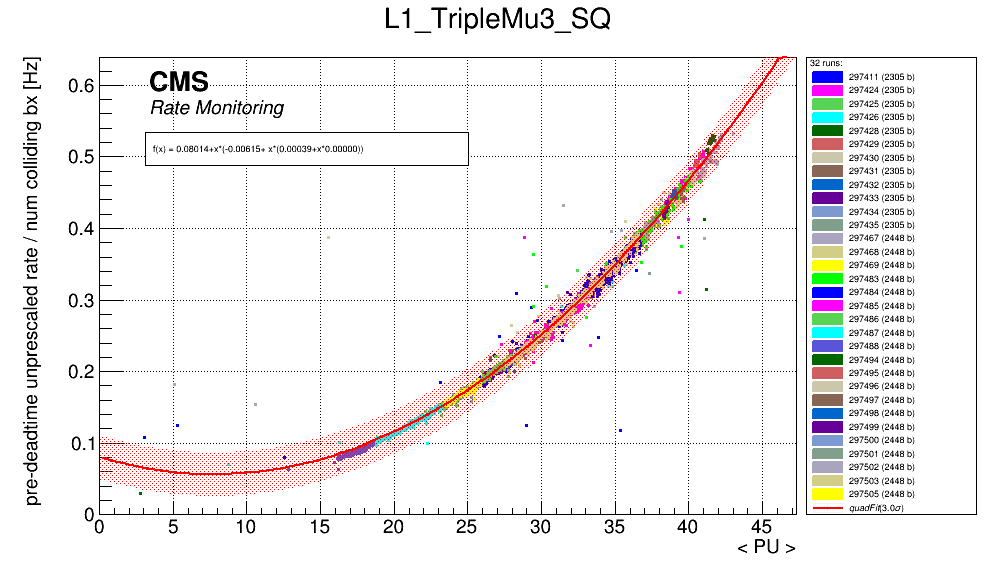 L1_TripleMu3_SQ
pre-deadtime unprescaled rate / num colliding bx [Hz]
CMS
Rate Monitoring
f(x) = 0.08014+x*(-0.00615+ x*(0.00039+x*0.00000))
0.6
0.5
0.4
0.3
0.2
0.1
0
0 5 10 15 20 25 30 35 40 45
< PU >
32 runs:
297411 (2305 b)
297424 (2305 b)
297425 (2305 b)
297426 (2305 b)
297428 (2305 b)
297429 (2305 b)
297430 (2305 b)
297431 (2305 b)
297432 (2305 b)
297433 (2305 b)
297434 (2305 b)
297435 (2305 b)
297467 (2448 b)
297468 (2448 b)
297469 (2448 b)
297483 (2448 b)
297484 (2448 b)
297485 (2448 b)
297486 (2448 b)
297487 (2448 b)
297488 (2448 b)
297494 (2448 b)
297495 (2448 b)
297496 (2448 b)
297497 (2448 b)
297498 (2448 b)
297499 (2448 b)
297500 (2448 b)
297501 (2448 b)
297502 (2448 b)
297503 (2448 b)
297505 (2448 b)
quadFit(3.0σ)